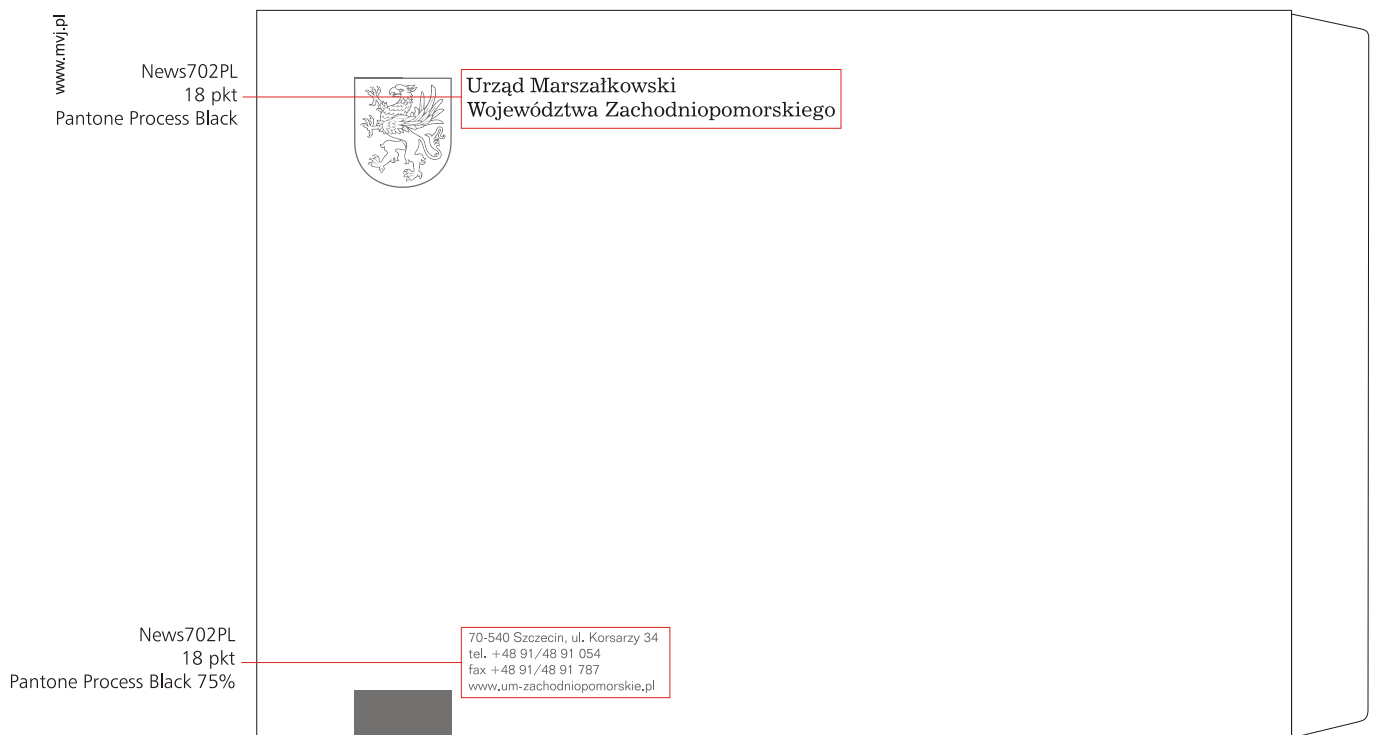 www.mvj.pl
News702PL
18 pkt
Pantone Process Black
Urząd Marszałkowski
Województwa Zachodniopomorskiego
News702PL
18 pkt
Pantone Process Black 75%
70-540 Szczecin, ul. Korsarzy 34
tel. +48 91/48 91 054
fax +48 91/48 91 787
www.um-zachodniopomorskie.pl